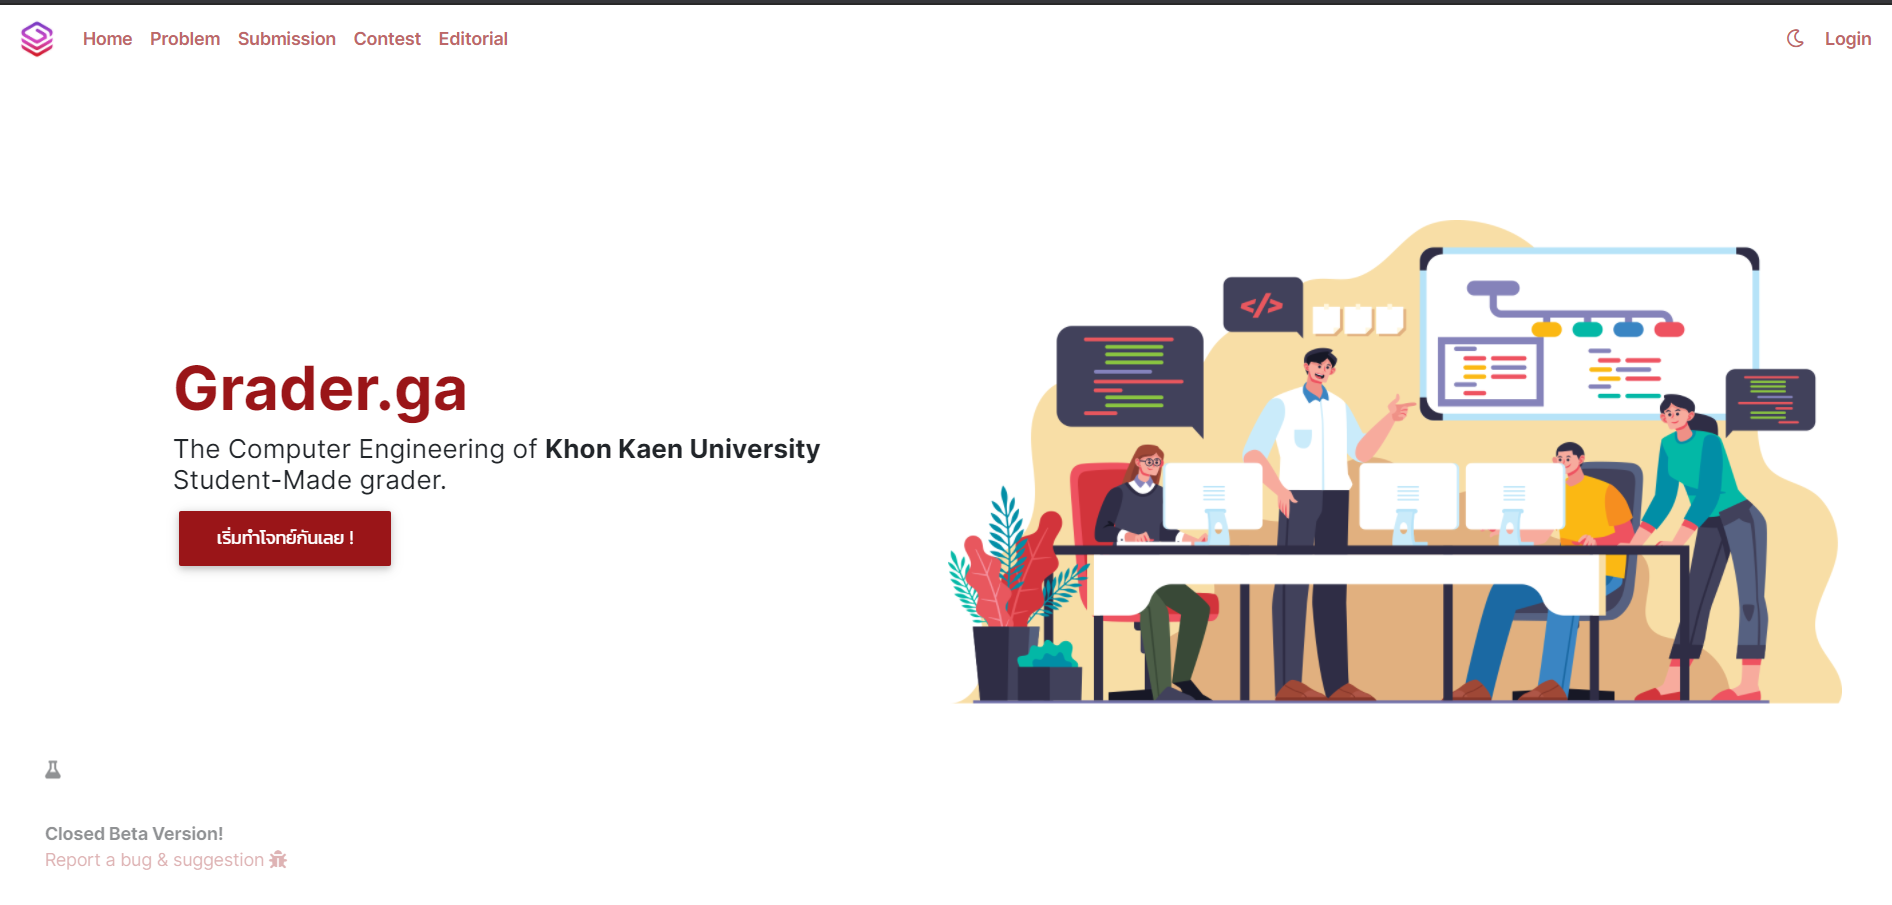 Home Problem Submission Contest Editorial Login
Grader.ga
The Computer Engineering of Khon Kaen University
Student-Made grader.
เริ่มทำโจทย์กันเลย !
</>
Closed Beta Version!
Report a bug & suggestion